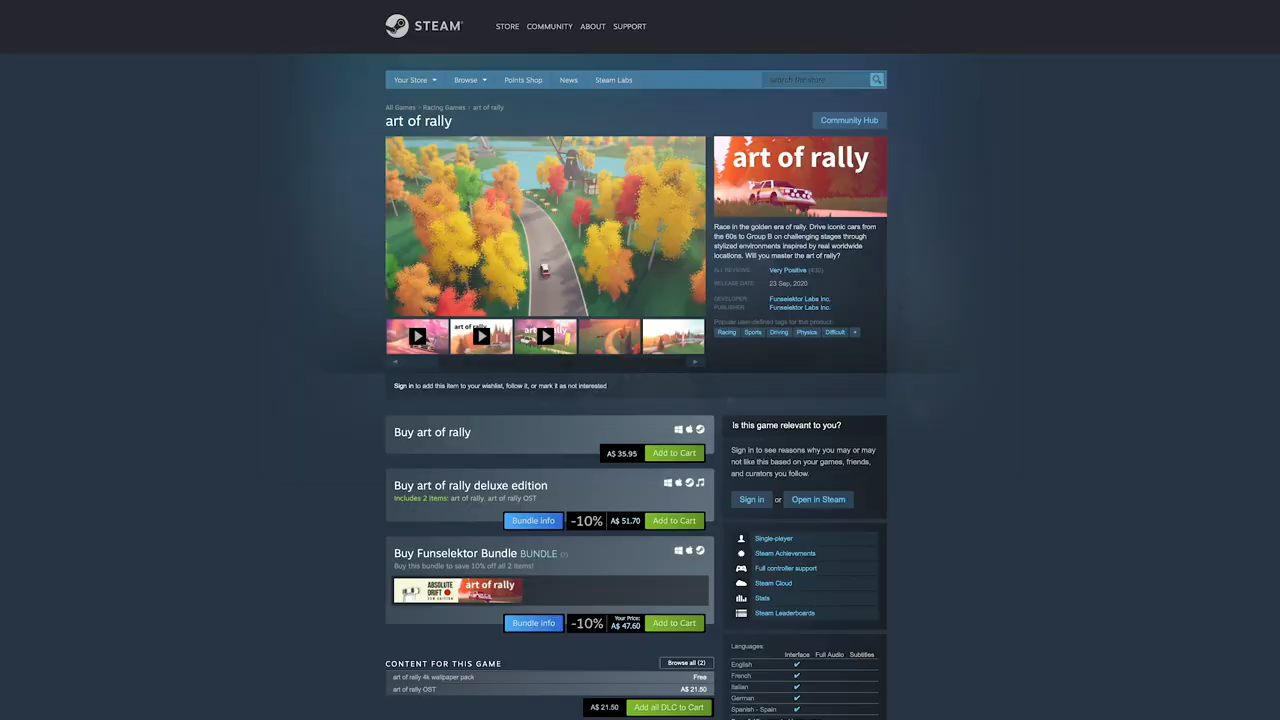 STEAM
STORE COMMUNITY ABOUT SUPPORT
Your Store Browse Points Shop News Steam Labs
search the store
All Games > Racing Games > art of rally
art of rally
Community Hub
art of rally
Race in the golden era of rally. Drive iconic cars from
the 60s to Group B on challenging stages through
stylized environments inspired by real worldwide
locations. Will you master the art of rally?
ALL REVIEWS: Very Positive (430)
RELEASE DATE: 23 Sep, 2020
DEVELOPER: Funselektor Labs Inc.
PUBLISHER: Funselektor Labs Inc.
Popular user-defined tags for this product:
Racing Sports Driving Physics Difficult +
art of rally
Sign in to add this item to your wishlist, follow it, or mark it as not interested
Buy art of rally
A$ 35.95 Add to Cart
Buy art of rally deluxe edition
Includes 2 items: art of rally, art of rally OST
Bundle info -10% A$ 51.70 Add to Cart
Buy Funselektor Bundle BUNDLE (?)
Buy this bundle to save 10% off all 2 items!
ABSOLUTE
DRIFT
art of rally
Bundle info -10% Your Price: A$ 47.60 Add to Cart
CONTENT FOR THIS GAME Browse all (2)
art of rally 4k wallpaper pack Free
art of rally OST A$ 21.50
A$ 21.50 Add all DLC to Cart
Is this game relevant to you?
Sign in to see reasons why you may or may
not like this based on your games, friends,
and curators you follow.
Sign in or Open in Steam
Single-player
Steam Achievements
Full controller support
Steam Cloud
Stats
Steam Leaderboards
Languages:
Interface Full Audio Subtitles
English ✔
French ✔
Italian ✔
German ✔
Spanish - Spain ✔